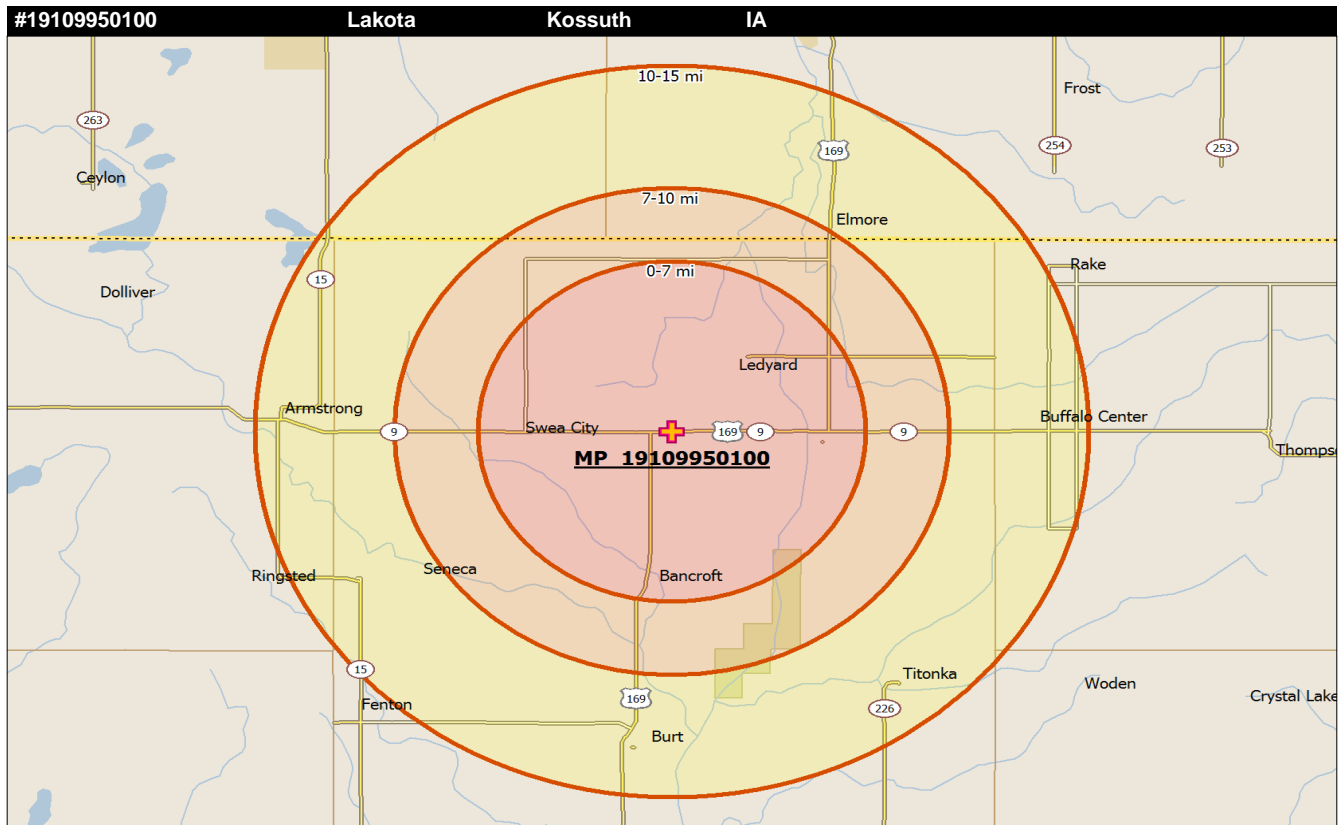 #19109950100 Lakota Kossuth IA
10-15 mi
Frost
263
169
254
253
Ceylon
7-10 mi
Elmore
Rake
0-7 mi
15
Dolliver
Ledyard
Armstrong
Buffalo Center
9
Swea City
169
9
9
Thomps
MP 19109950100
Ringsted
Seneca
Bancroft
15
Titonka
Woden
Crystal Lake
Fenton
169
226
Burt